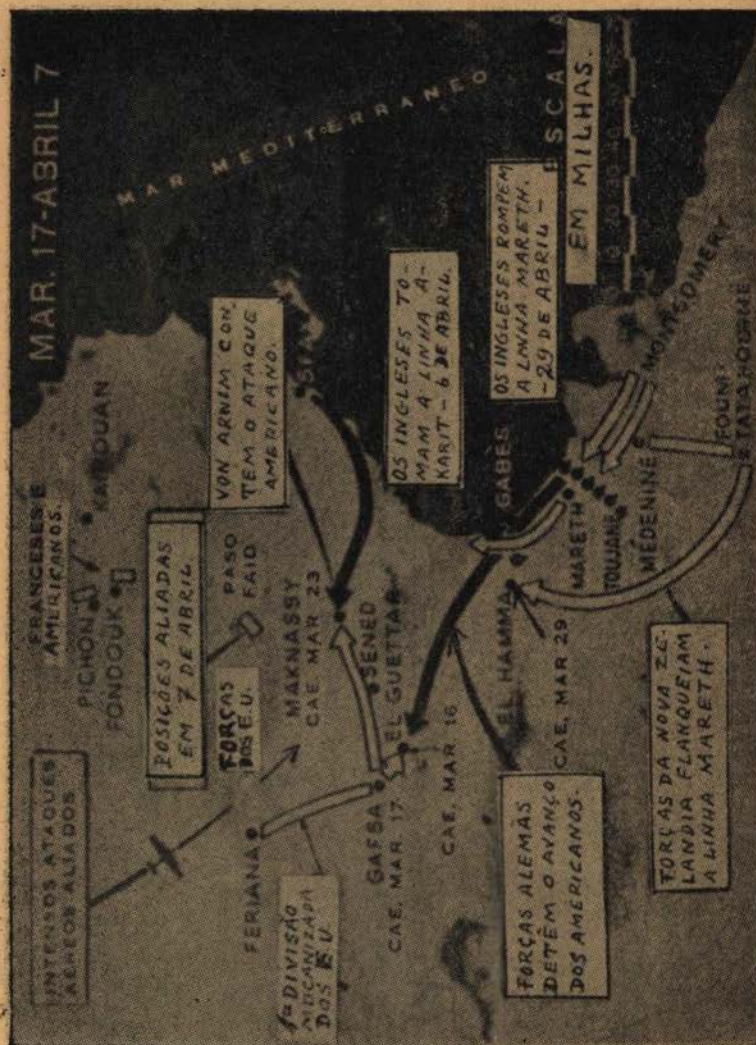 MAR. 17-ABRIL 7
MAR MEDITERRANEO
ESCALA
EM MILHAS.
INTENSOS ATAQUES
AÉREOS ALIADOS
FRANCESES E
AMERICANOS.
PICHON
KAIROUAN
FONDOUK
POSIÇÕES ALIADAS
EM 7 DE ABRIL
PASO
FAID
VON ARNIM CON-
TEM O ATAQUE
AMERICANO.
FORÇAS
DOS E.U.
MAKNASSY
CAE MAR 23
SENED
EL GUETTAR
FERIANA
GAFSA
CAE, MAR. 17
CAE, MAR 16
1ª DIVISÃO
MECANIZADA
DOS E U.
OS INGLESES TO-
MAM A LINHA A-
KARIT - 6 DE ABRIL.
OS INGLESES ROMPEM
A LINHA MARETH.
-29 DE ABRIL-
GABES
EL HAMMA
CAE, MAR 29
MARETH
TOUJANE
MEDENINE
MONTGOMERY
FOUM
TATAHOUINE
FORÇAS ALEMÃS
DETÊM O AVANÇO
DOS AMERICANOS.
FORÇAS DA NOVA ZE-
LANDIA FLANQUEIAM
A LINHA MARETH.